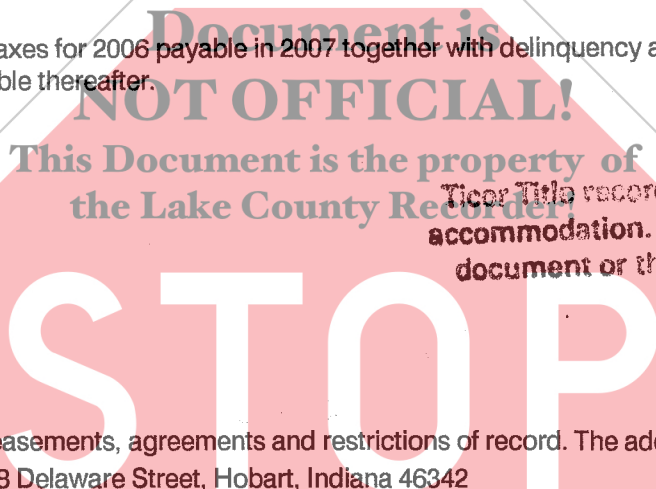 Document is
axes for 2006 payable in 2007 together with delinquency a
ble thereafter.
NOT OFFICIAL!
This Document is the property of
the Lake County Recorder!
Ticor Title recor
accommodation.
document or th
STOP
easements, agreements and restrictions of record. The add
8 Delaware Street, Hobart, Indiana 46342